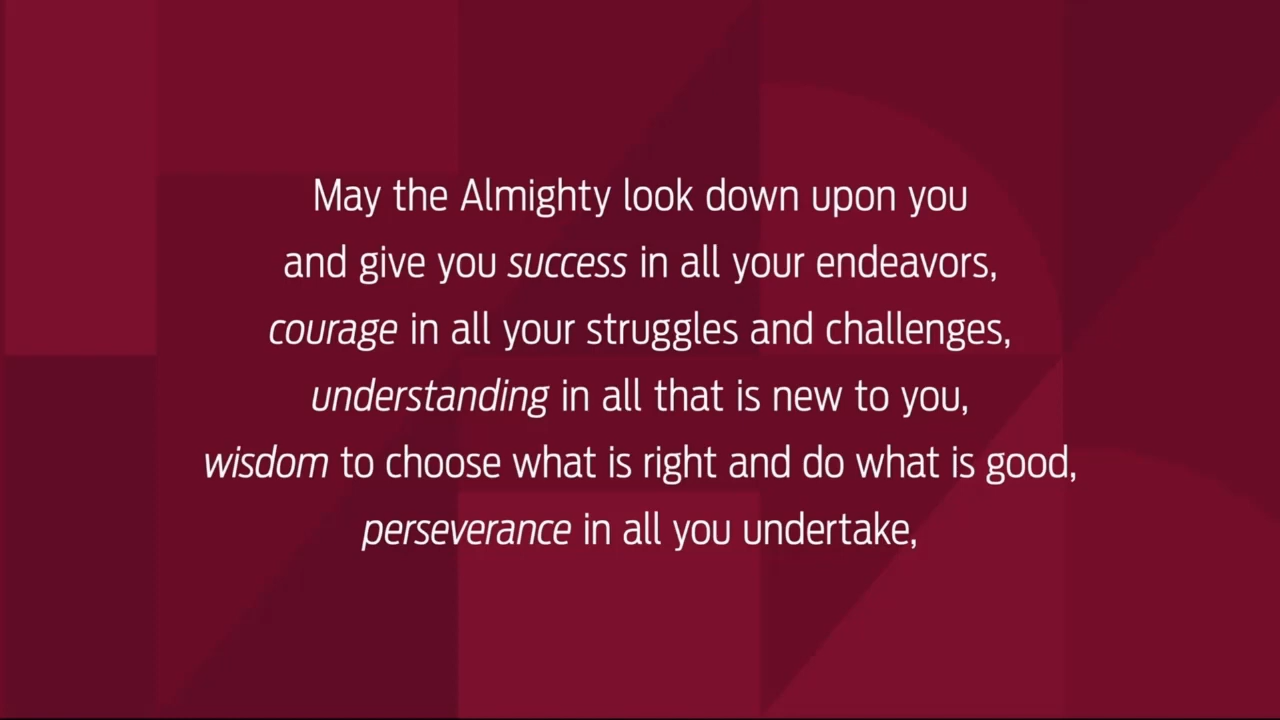 May the Almighty look down upon you
and give you success in all your endeavors,
courage in all your struggles and challenges,
understanding in all that is new to you,
wisdom to choose what is right and do what is good,
perseverance in all you undertake,